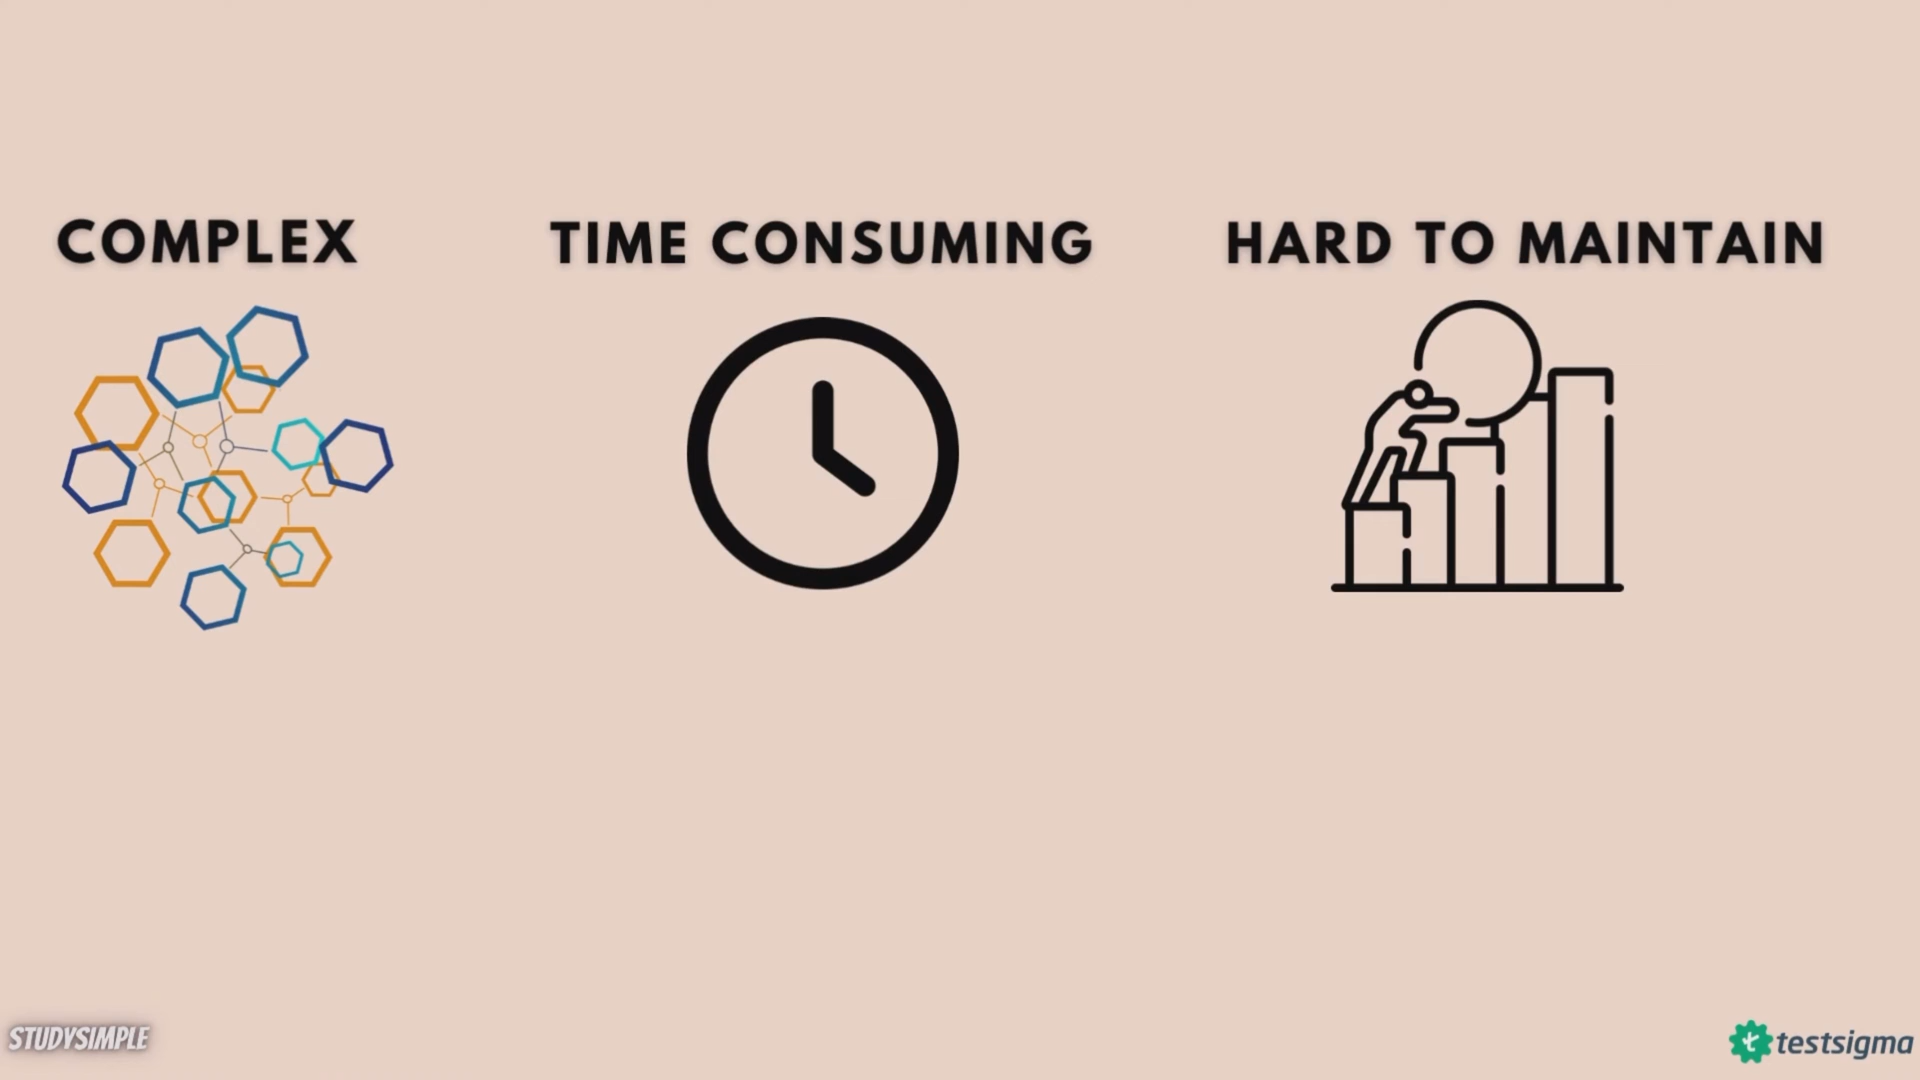 COMPLEX
TIME CONSUMING
HARD TO MAINTAIN
STUDYSIMPLE
testsigma